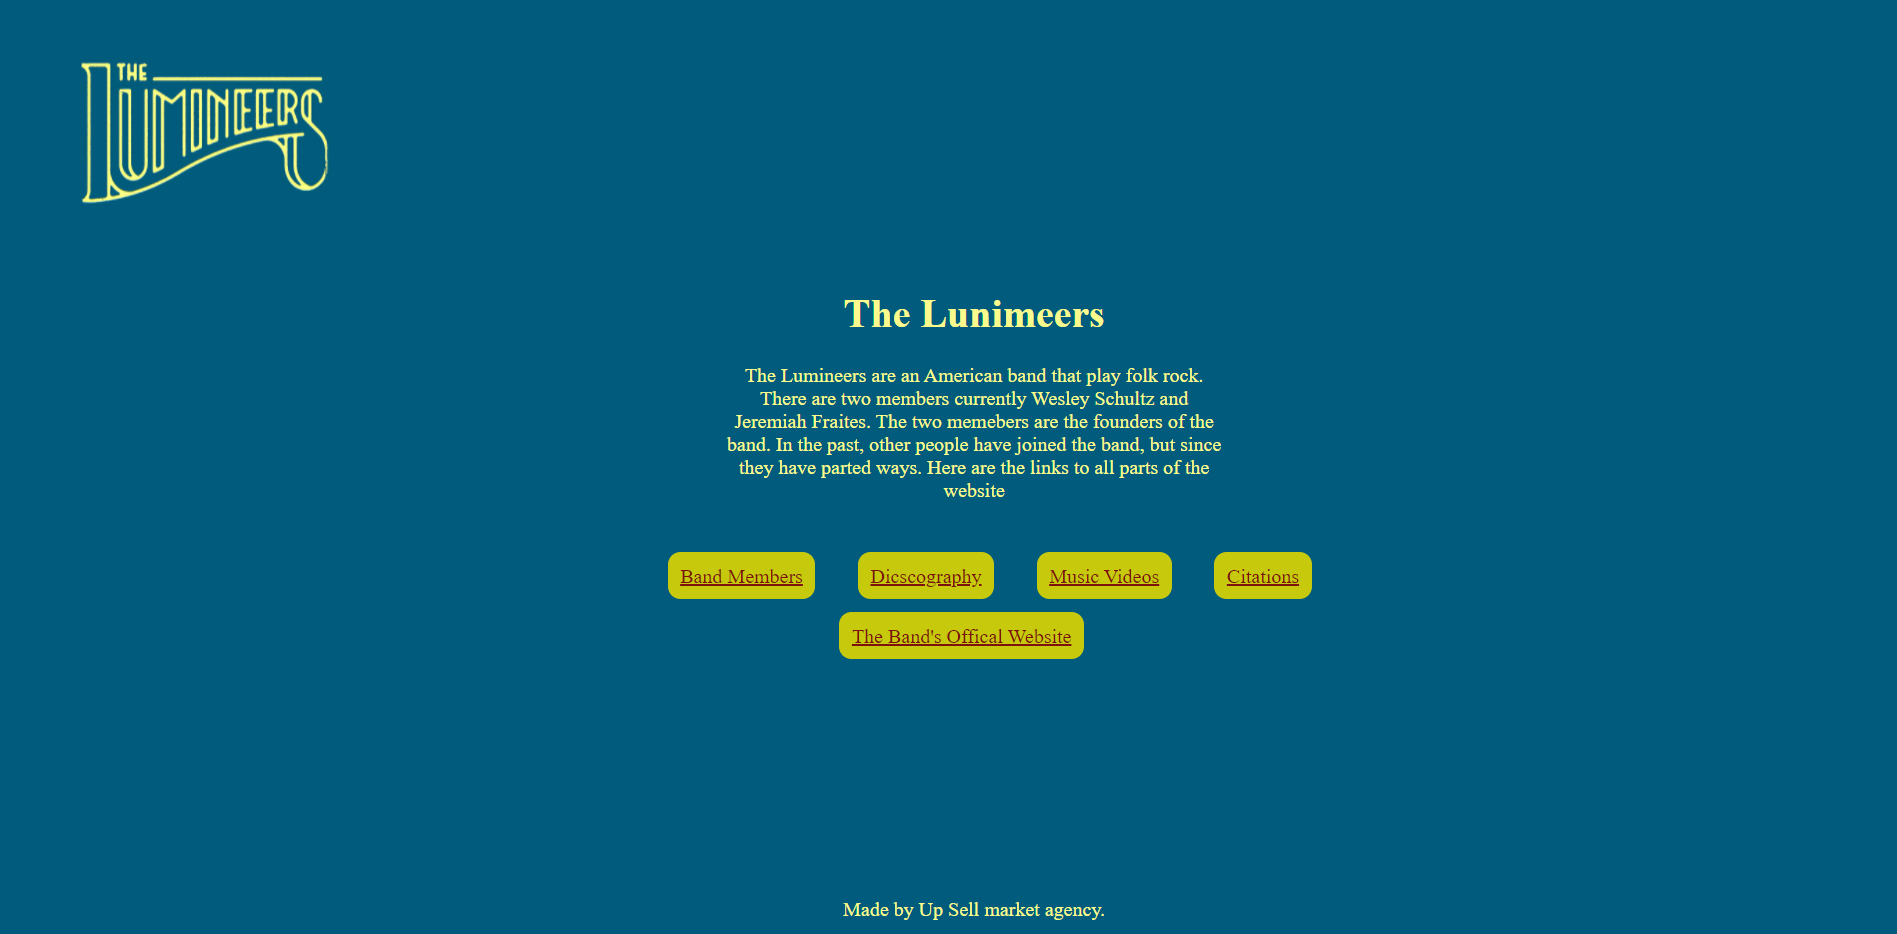 THE
LUMINEERS
The Lunimeers
The Lumineers are an American band that play folk rock.
There are two members currently Wesley Schultz and
Jeremiah Fraites. The two memebers are the founders of the
band. In the past, other people have joined the band, but since
they have parted ways. Here are the links to all parts of the
website
Band Members Dicscography Music Videos Citations
The Band's Offical Website
Made by Up Sell market agency.